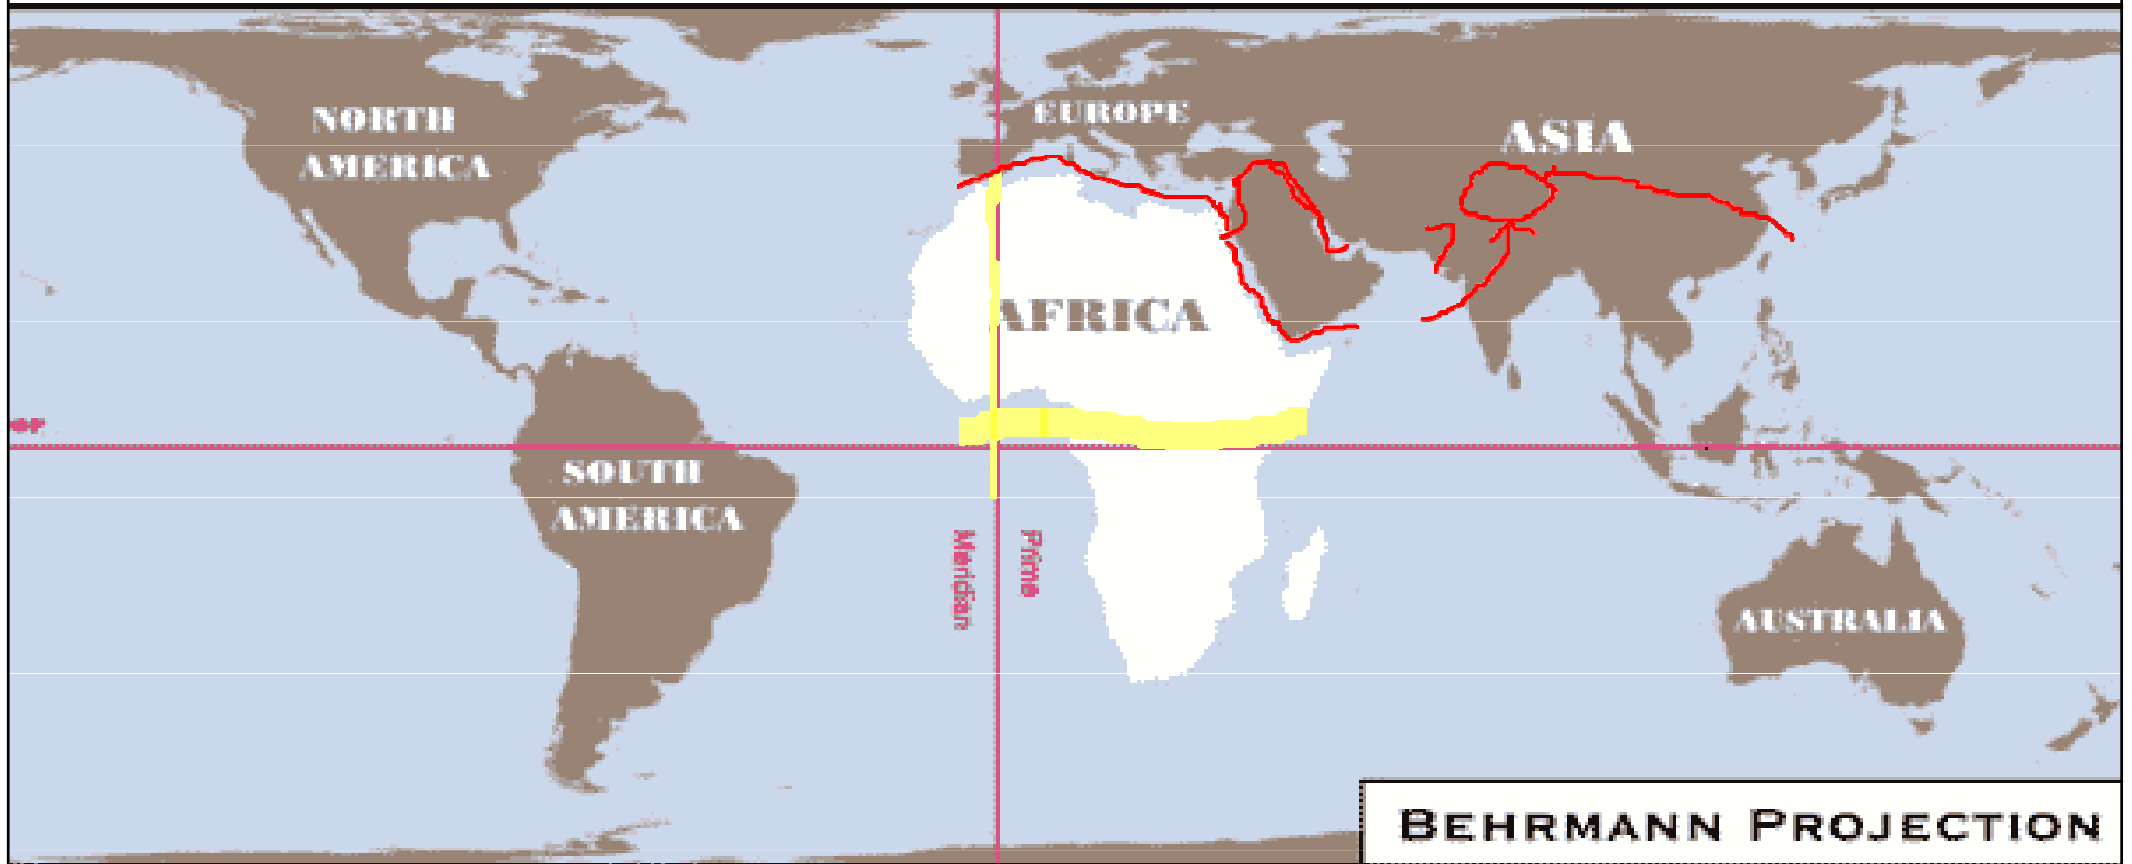 NORTH
AMERICA
EUROPE
ASIA
AFRICA
SOUTH
AMERICA
Prime
Meridian
AUSTRALIA
BEHRMANN PROJECTION